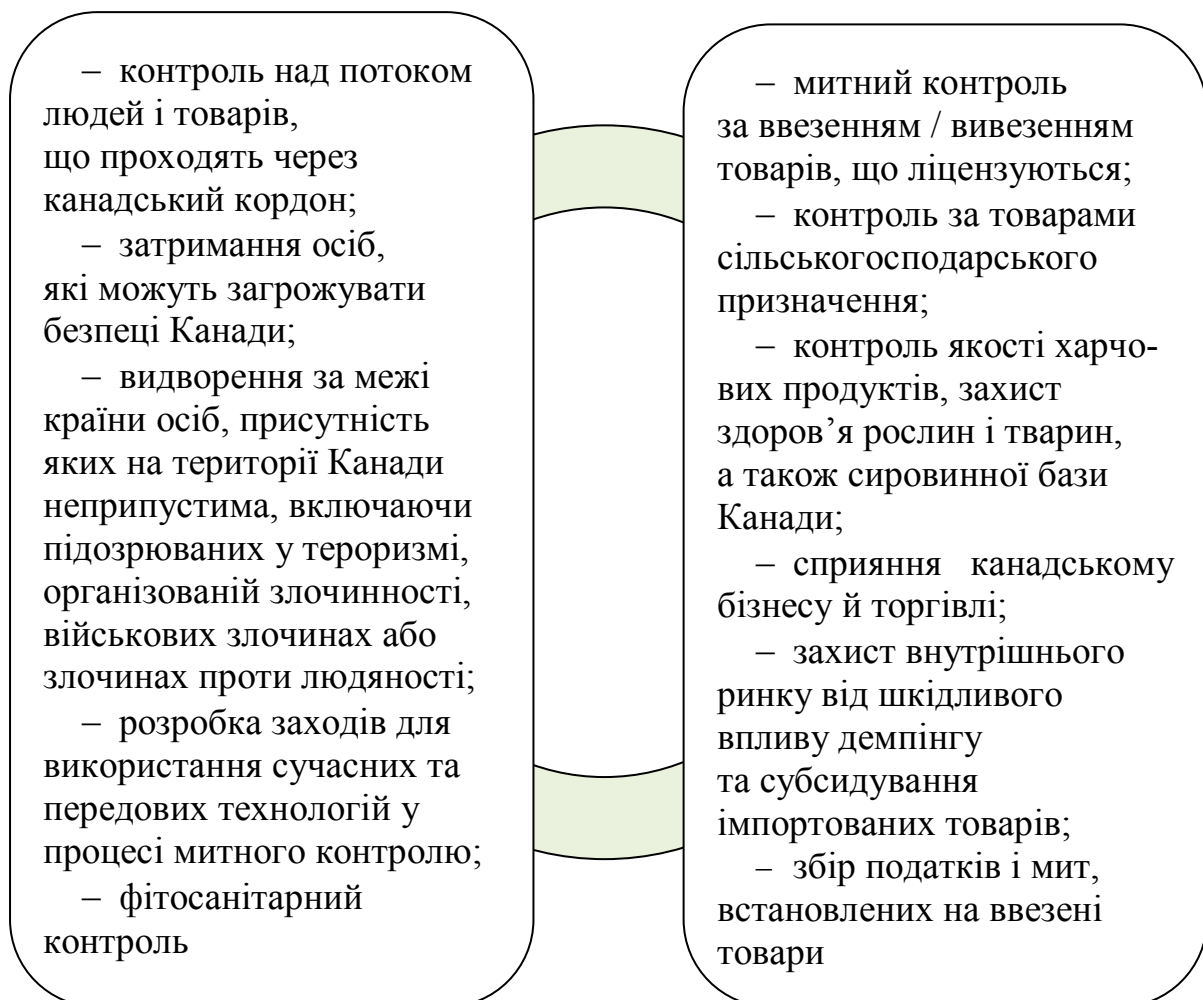 – контроль над потоком
людей і товарів,
що проходять через
канадський кордон;
– затримання осіб,
які можуть загрожувати
безпеці Канади;
– видворення за межі
країни осіб, присутність
яких на території Канади
неприпустима, включаючи
підозрюваних у тероризмі,
організованій злочинності,
військових злочинах або
злочинах проти людяності;
– розробка заходів для
використання сучасних та
передових технологій у
процесі митного контролю;
– фітосанітарний
контроль
– митний контроль
за ввезенням / вивезенням
товарів, що ліцензуються;
– контроль за товарами
сільськогосподарського
призначення;
– контроль якості харчо-
вих продуктів, захист
здоров’я рослин і тварин,
а також сировинної бази
Канади;
– сприяння канадському
бізнесу й торгівлі;
– захист внутрішнього
ринку від шкідливого
впливу демпінгу
та субсидування
імпортованих товарів;
– збір податків і мит,
встановлених на ввезені
товари